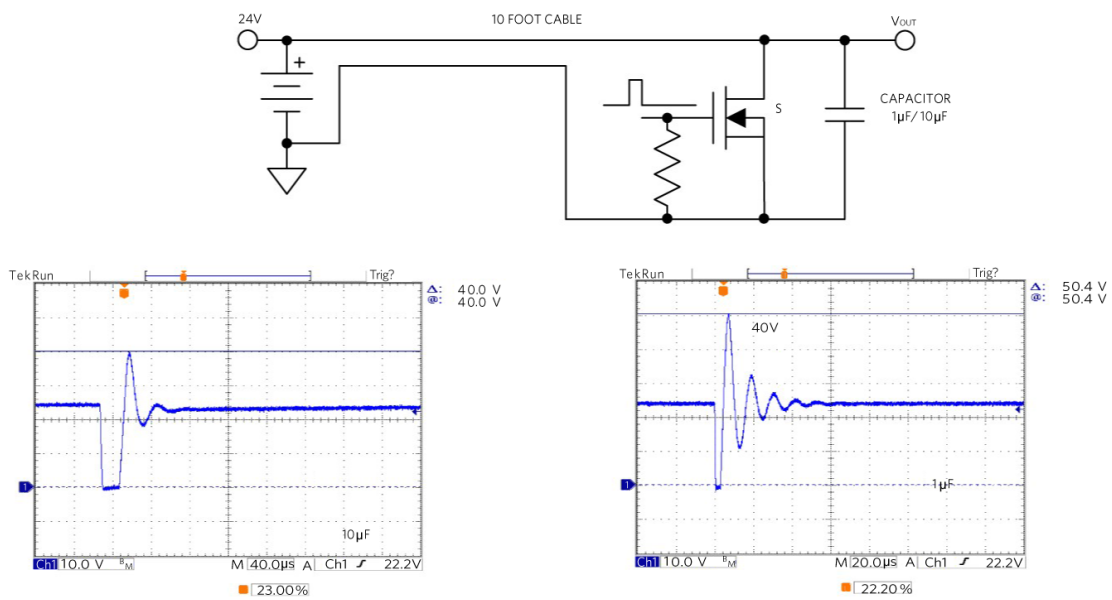 24V
10 FOOT CABLE
VOUT
+
S
CAPACITOR
1µF/10µF
TekRun
Trig?
Δ: 40.0 V
@: 40.0 V
1
10µF
Ch1 10.0 V BM M 40.0µs A Ch1 22.2V
23.00%
TekRun
Trig?
Δ: 50.4 V
@: 50.4 V
40V
1
1µF
Ch1 10.0 V BM M 20.0µs A Ch1 22.2V
22.20%